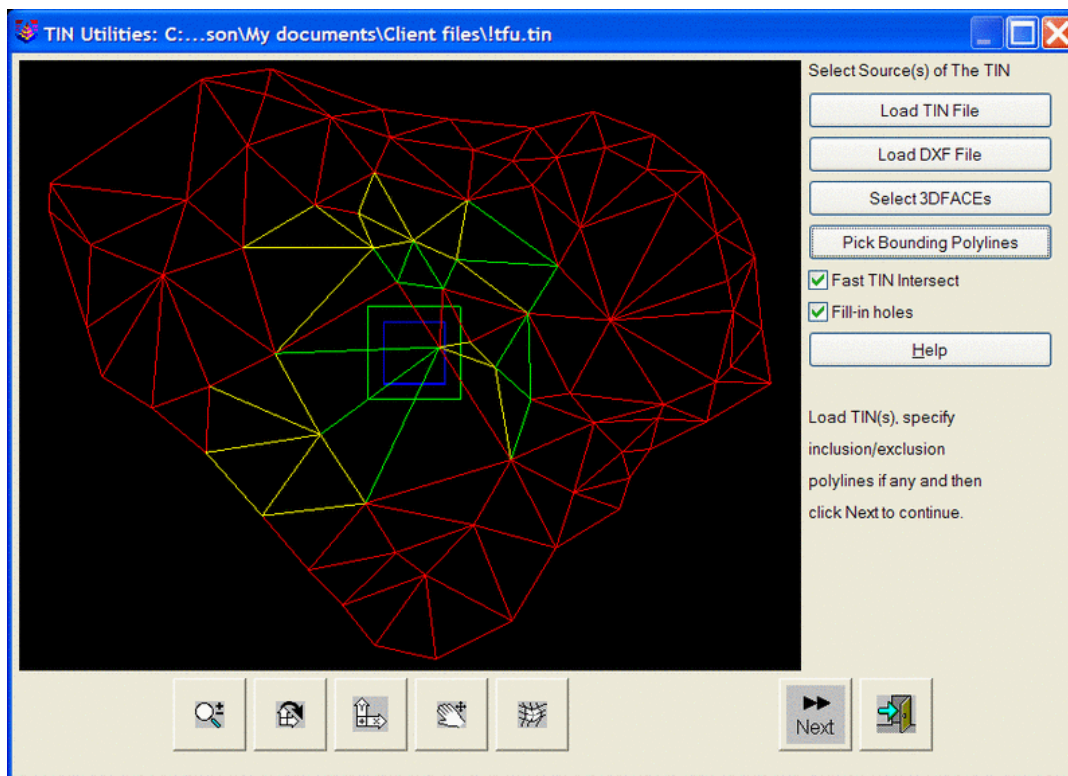 TIN Utilities: C:...son\My documents\Client files\!tfu.tin
Select Source(s) of The TIN
Load TIN File
Load DXF File
Select 3DFACEs
Pick Bounding Polylines
Fast TIN Intersect
Fill-in holes
Help
Load TIN(s), specify
inclusion/exclusion
polylines if any and then
click Next to continue.
Y
X
Next